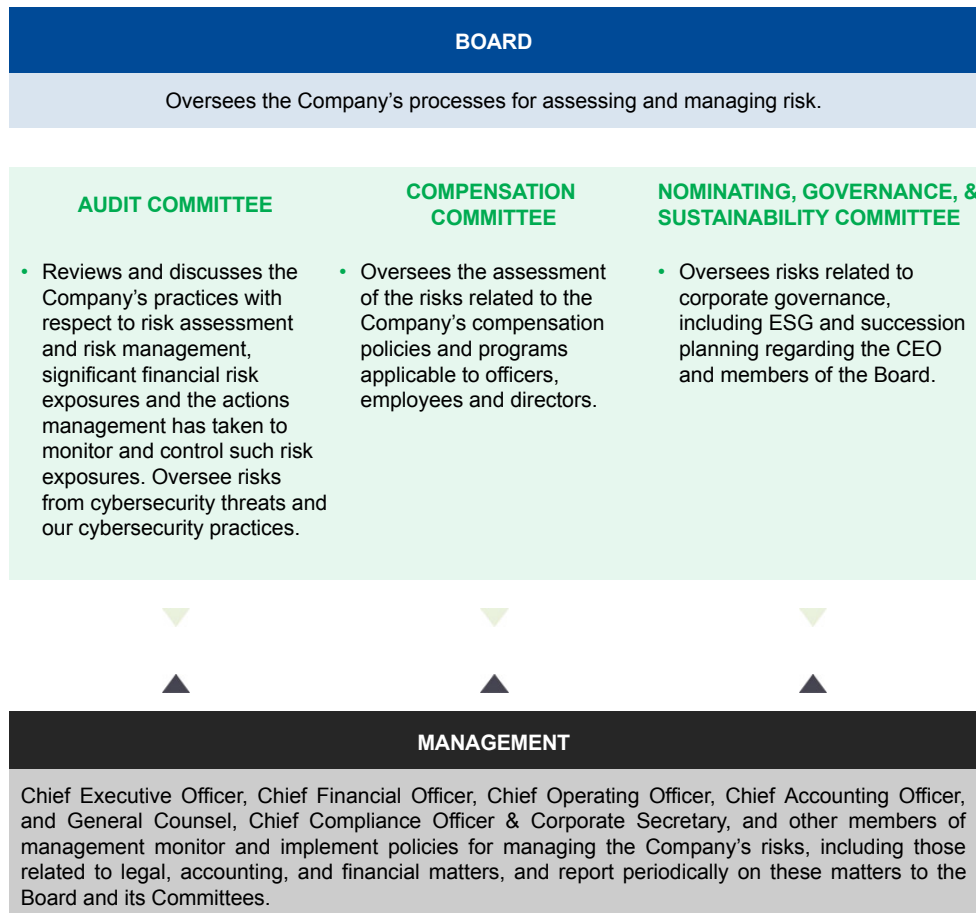 BOARD
Oversees the Company’s processes for assessing and managing risk.
AUDIT COMMITTEE
• Reviews and discusses the
Company’s practices with
respect to risk assessment
and risk management,
significant financial risk
exposures and the actions
management has taken to
monitor and control such risk
exposures. Oversee risks
from cybersecurity threats and
our cybersecurity practices.
COMPENSATION
COMMITTEE
• Oversees the assessment
of the risks related to the
Company’s compensation
policies and programs
applicable to officers,
employees and directors.
NOMINATING, GOVERNANCE, &
SUSTAINABILITY COMMITTEE
• Oversees risks related to
corporate governance,
including ESG and succession
planning regarding the CEO
and members of the Board.
MANAGEMENT
Chief Executive Officer, Chief Financial Officer, Chief Operating Officer, Chief Accounting Officer,
and General Counsel, Chief Compliance Officer & Corporate Secretary, and other members of
management monitor and implement policies for managing the Company’s risks, including those
related to legal, accounting, and financial matters, and report periodically on these matters to the
Board and its Committees.